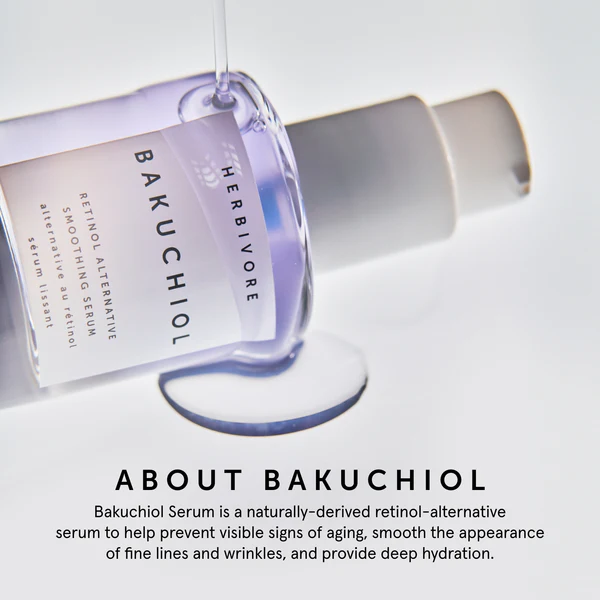 HERBIVORE
BAKUCHIOL
RETINOL ALTERNATIVE
SMOOTHING SERUM
alternative au rétinol
sérum lissant
ABOUT BAKUCHIOL
Bakuchiol Serum is a naturally-derived retinol-alternative
serum to help prevent visible signs of aging, smooth the appearance
of fine lines and wrinkles, and provide deep hydration.